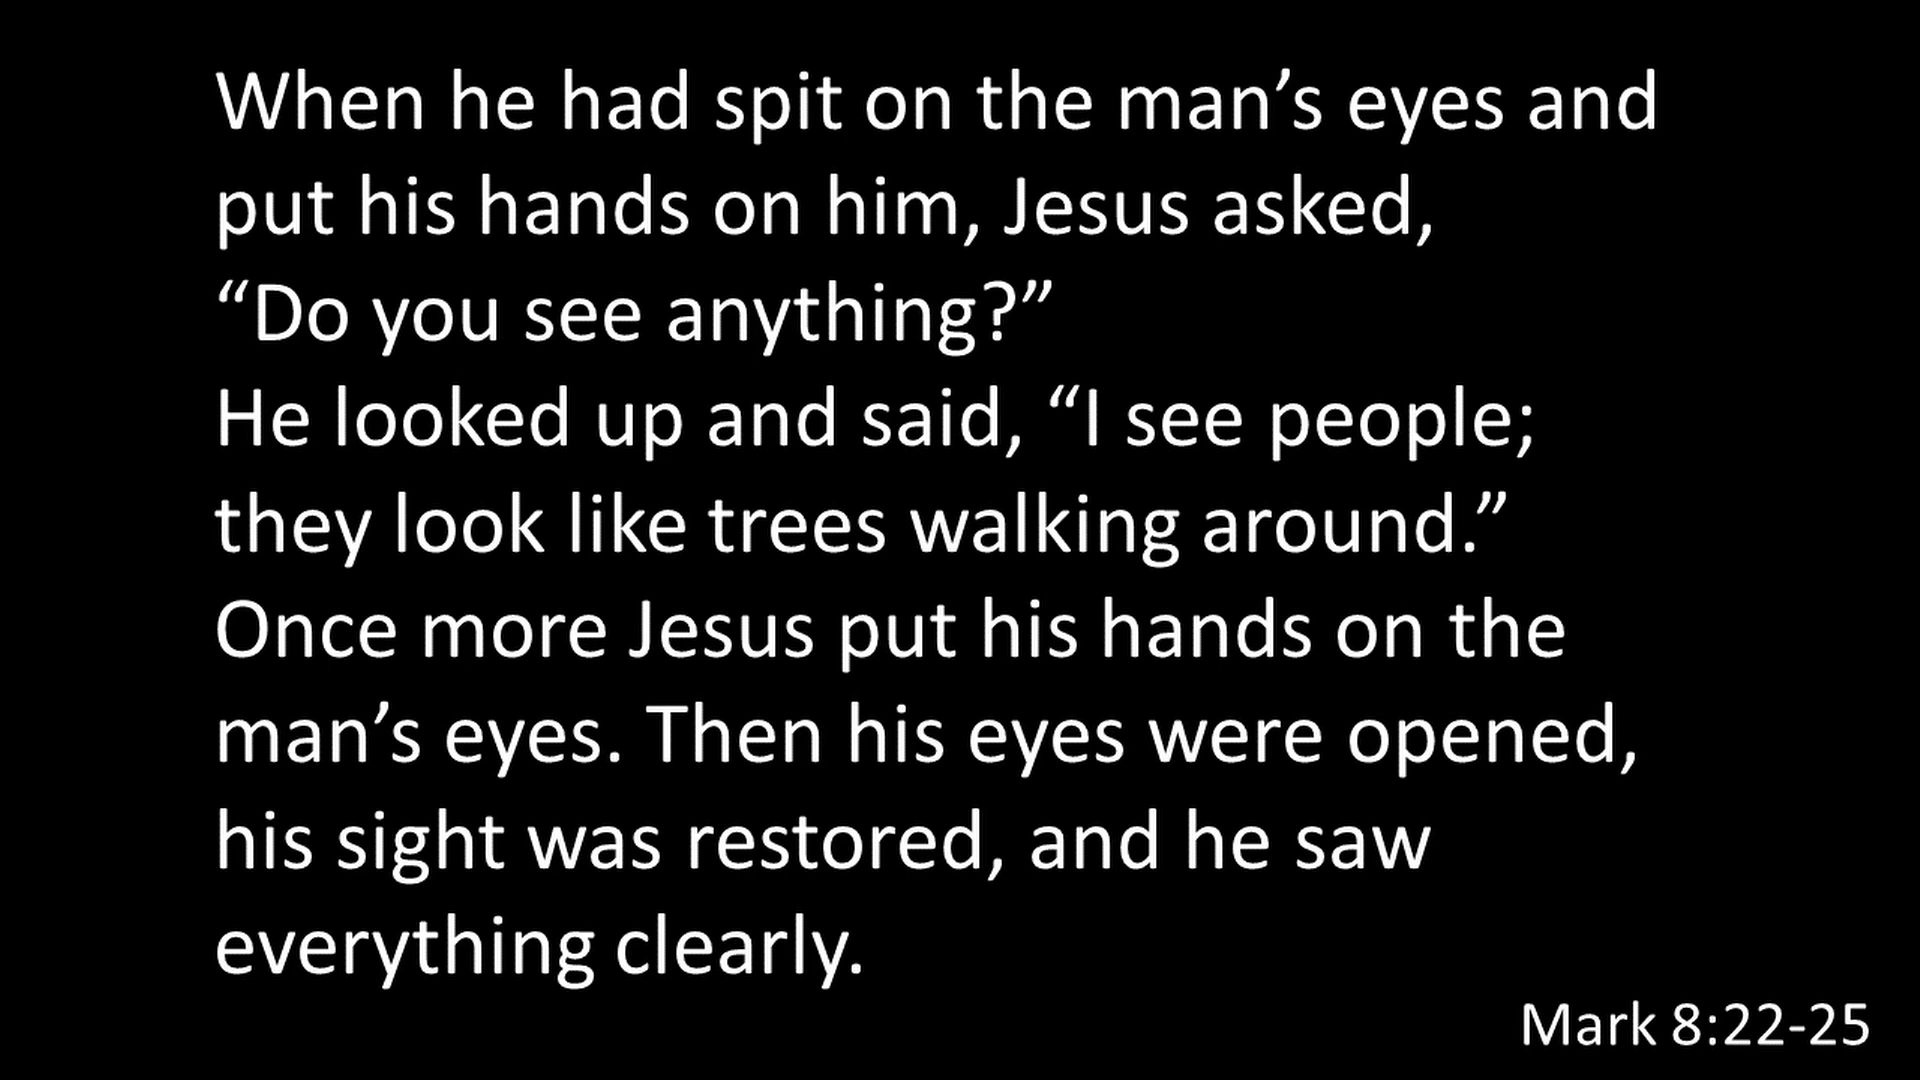 When he had spit on the man’s eyes and
put his hands on him, Jesus asked,
“Do you see anything?”
He looked up and said, “I see people;
they look like trees walking around.”
Once more Jesus put his hands on the
man’s eyes. Then his eyes were opened,
his sight was restored, and he saw
everything clearly.
Mark 8:22-25